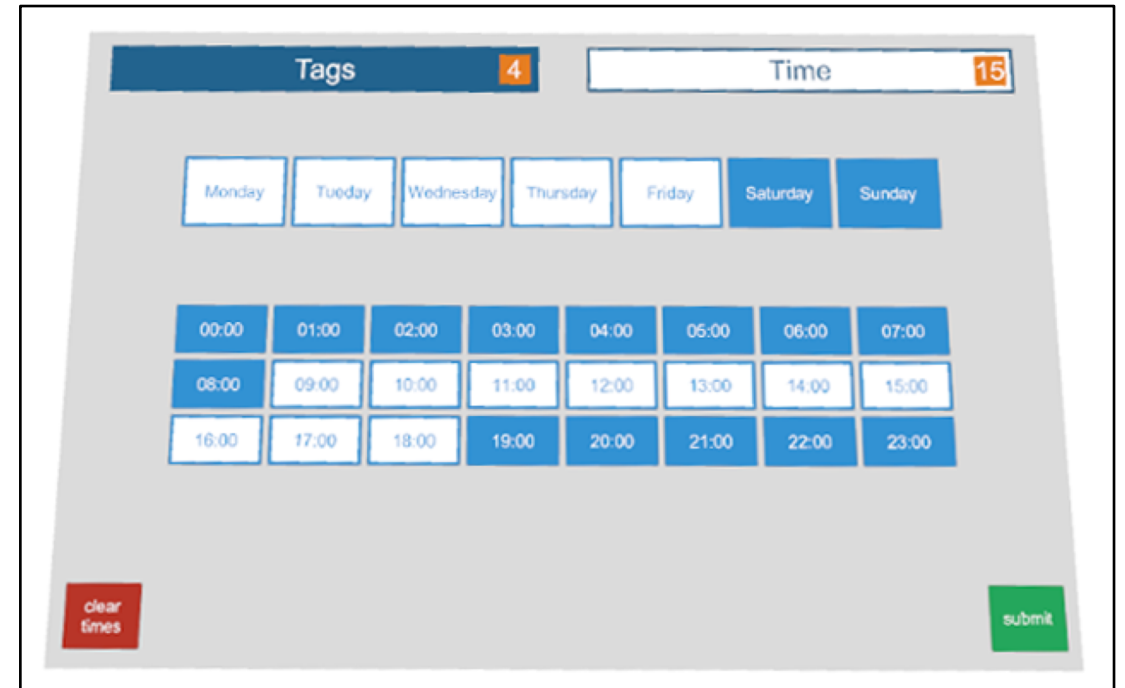 Tags 4 Time 15
Monday Tueday Wednesday Thursday Friday Saturday Sunday
00:00 01:00 02:00 03:00 04:00 05:00 06:00 07:00
08:00 09:00 10:00 11:00 12:00 13:00 14:00 15:00
16:00 17:00 18:00 19:00 20:00 21:00 22:00 23:00
clear
times
submit